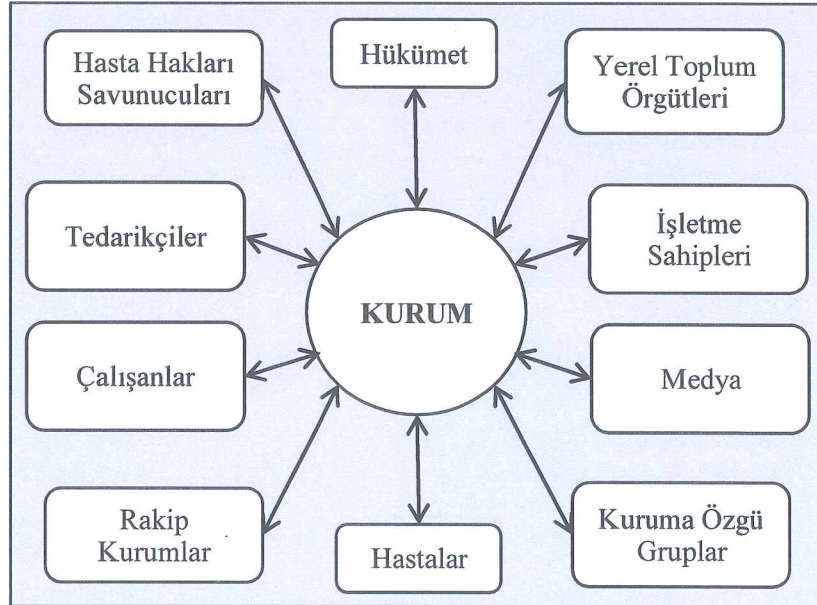 Hasta Hakları
Savunucuları
Hükümet
Yerel Toplum
Örgütleri
Tedarikçiler
İşletme
Sahipleri
KURUM
Çalışanlar
Medya
Rakip
Kurumlar
Hastalar
Kuruma Özgü
Gruplar